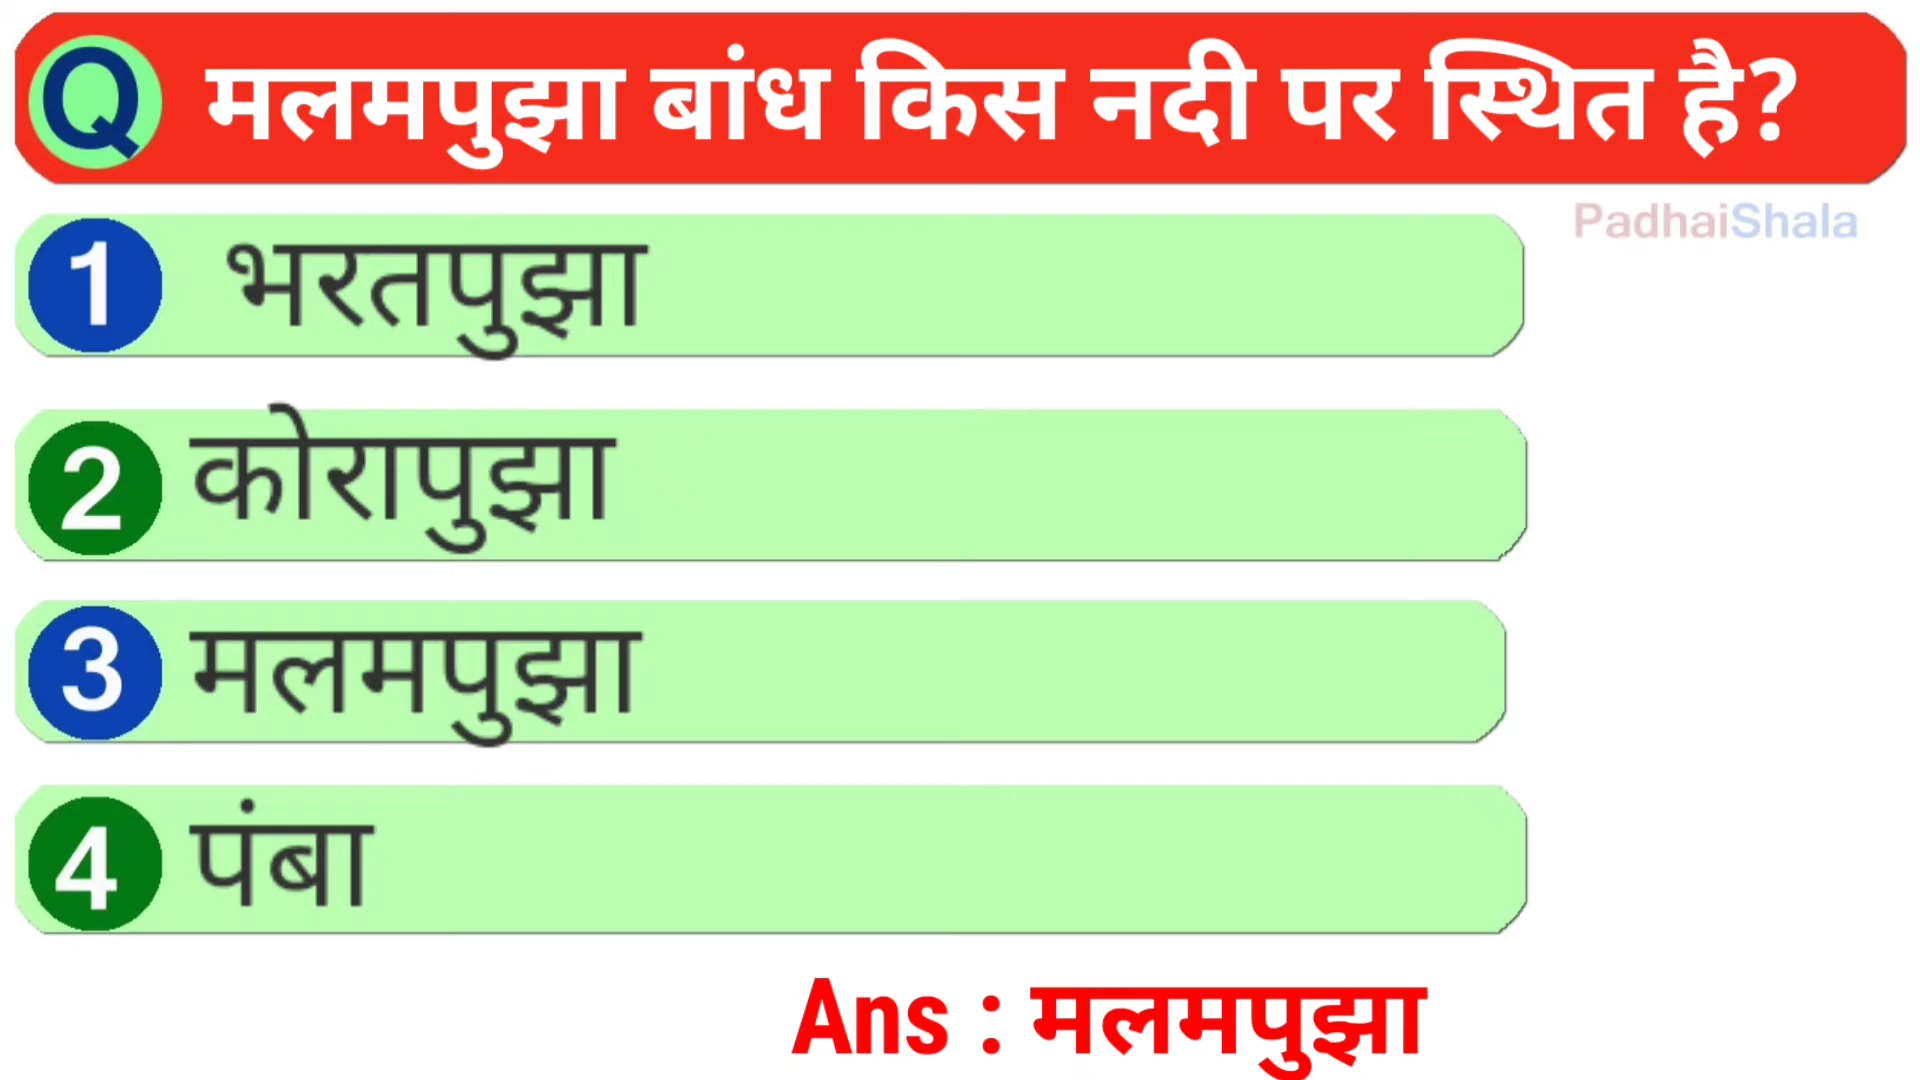 Q मलमपुझा बांध किस नदी पर स्थित है?
PadhaiShala
1 भरतपुझा
2 कोरापुझा
3 मलमपुझा
4 पंबा
Ans : मलमपुझा